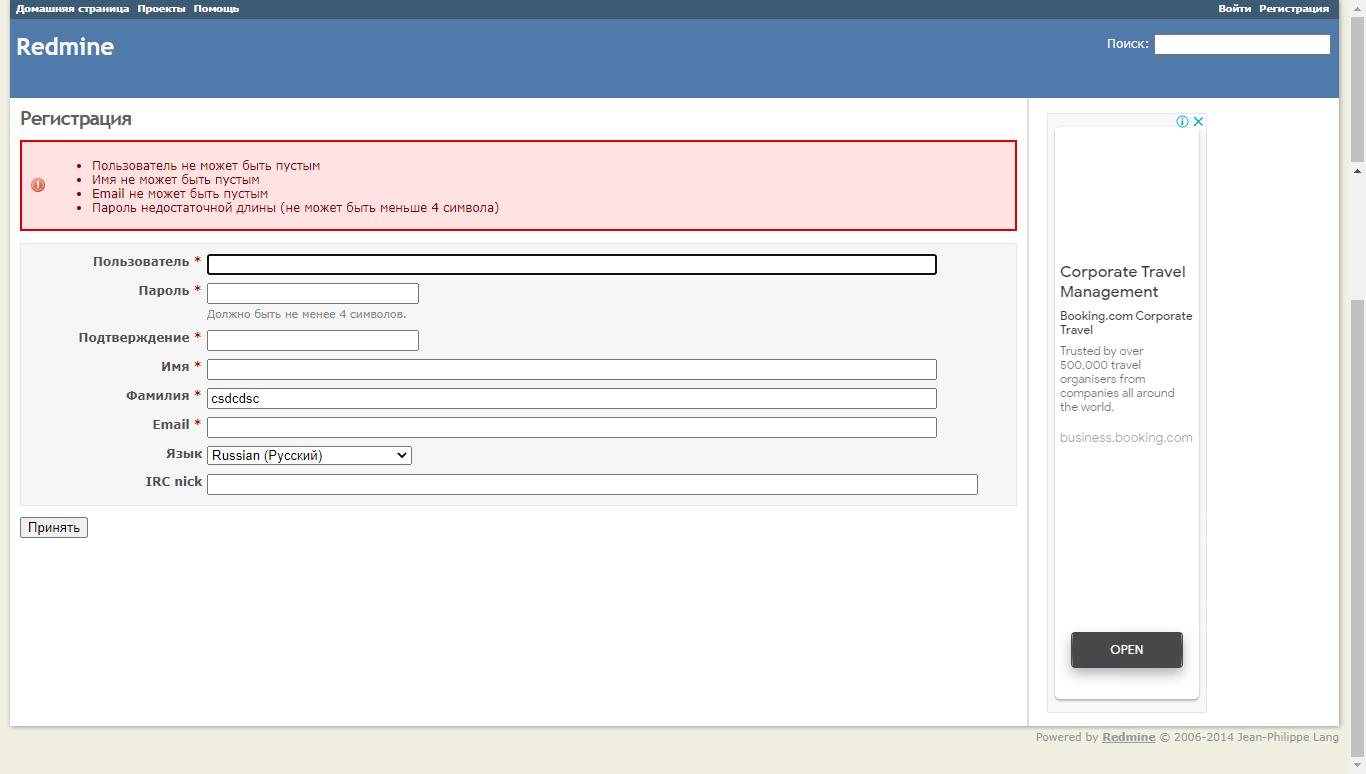 Домашняя страница Проекты Помощь
Войти Регистрация
Redmine
Поиск:
Регистрация
Пользователь не может быть пустым
Имя не может быть пустым
Email не может быть пустым
Пароль недостаточной длины (не может быть меньше 4 символа)
Пользователь *
Пароль *
Должно быть не менее 4 символов.
Подтверждение *
Имя *
Фамилия * csdcdsc
Email *
Язык Russian (Русский)
IRC nick
Принять
Corporate Travel
Management
Booking.com Corporate
Travel
Trusted by over
500,000 travel
organisers from
companies all around
the world.
business.booking.com
OPEN
Powered by Redmine © 2006-2014 Jean-Philippe Lang